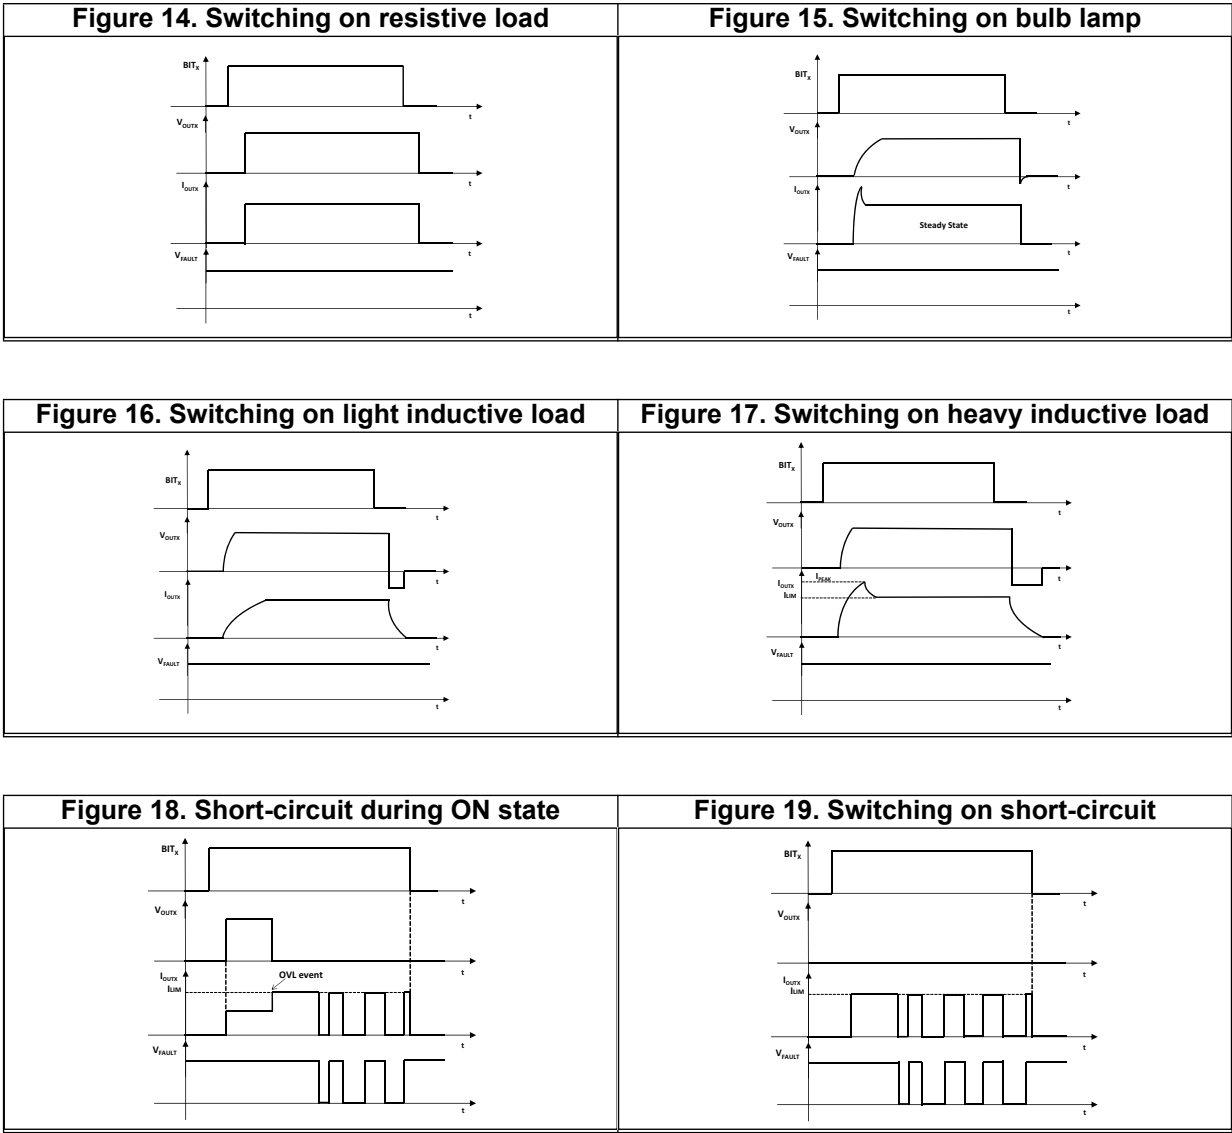 Figure 14. Switching on resistive load
BITX
t
VOUTX
t
IOUTX
t
VFAULT
t
Figure 15. Switching on bulb lamp
BITX
t
VOUTX
t
IOUTX
Steady State
t
VFAULT
t
Figure 16. Switching on light inductive load
BITX
t
VOUTX
t
IOUTX
t
VFAULT
t
Figure 17. Switching on heavy inductive load
BITX
t
VOUTX
t
IPEAK
IOUTX
ILIM
t
VFAULT
t
Figure 18. Short-circuit during ON state
BITX
t
VOUTX
t
IOUTX
OVL event
ILIM
t
VFAULT
t
Figure 19. Switching on short-circuit
BITX
t
VOUTX
t
IOUTX
ILIM
t
VFAULT
t